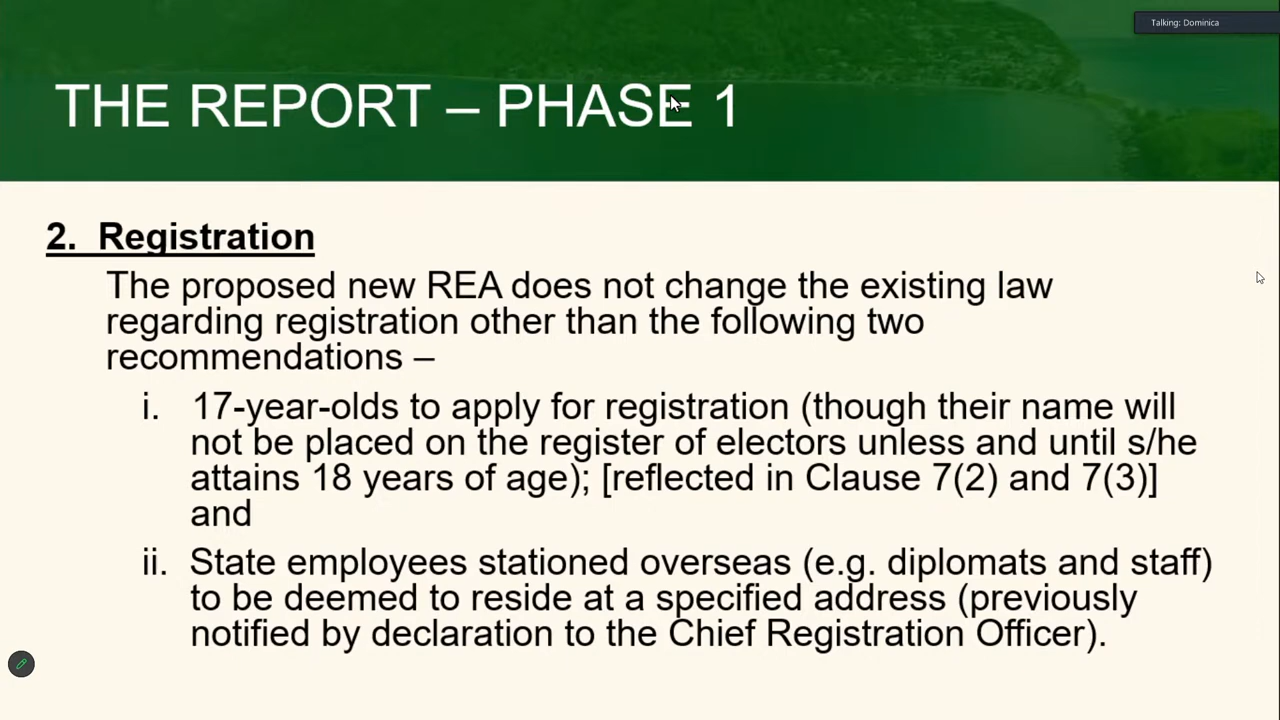 Talking: Dominica
THE REPORT – PHASE 1
2. Registration
The proposed new REA does not change the existing law
regarding registration other than the following two
recommendations –
i. 17-year-olds to apply for registration (though their name will
not be placed on the register of electors unless and until s/he
attains 18 years of age); [reflected in Clause 7(2) and 7(3)]
and
ii. State employees stationed overseas (e.g. diplomats and staff)
to be deemed to reside at a specified address (previously
notified by declaration to the Chief Registration Officer).